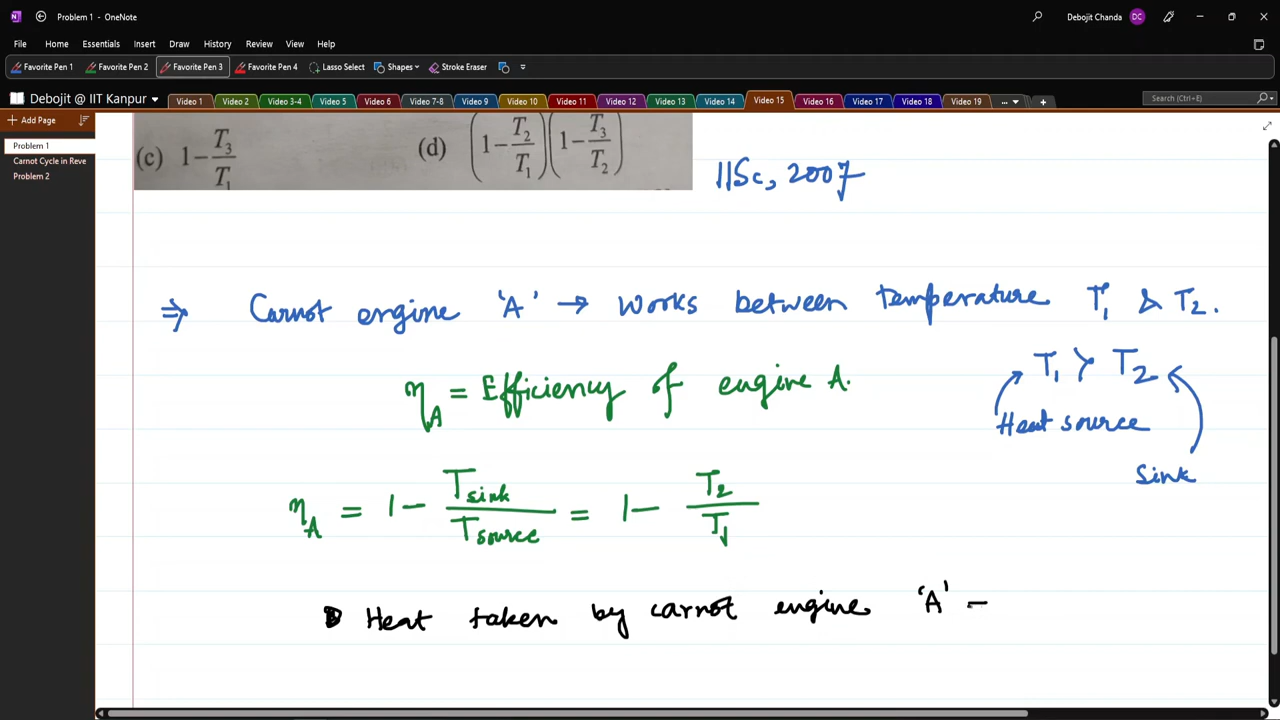 Problem 1 - OneNote
Debojit Chanda DC
File Home Essentials Insert Draw History Review View Help
Favorite Pen 1 Favorite Pen 2 Favorite Pen 3 Favorite Pen 4 Lasso Select Shapes Stroke Eraser
Debojit @ IIT Kanpur Video 1 Video 2 Video 3-4 Video 5 Video 6 Video 7-8 Video 9 Video 10 Video 11 Video 12 Video 13 Video 14 Video 15 Video 16 Video 17 Video 18 Video 19 ... + Search (Ctrl+E)
+ Add Page
Problem 1
Carnot Cycle in Reve
Problem 2
(c) 1 - T₃/T₁ (d) (1 - T₂/T₁)(1 - T₃/T₂)
IISc, 2007
⇒ Carnot engine 'A' → Works between temperature T₁ & T₂.
T₁ > T₂
η_A = Efficiency of engine A.
Heat source
Sink
η_A = 1 - T_sink/T_source = 1 - T₂/T₁
Heat taken by carnot engine 'A' -